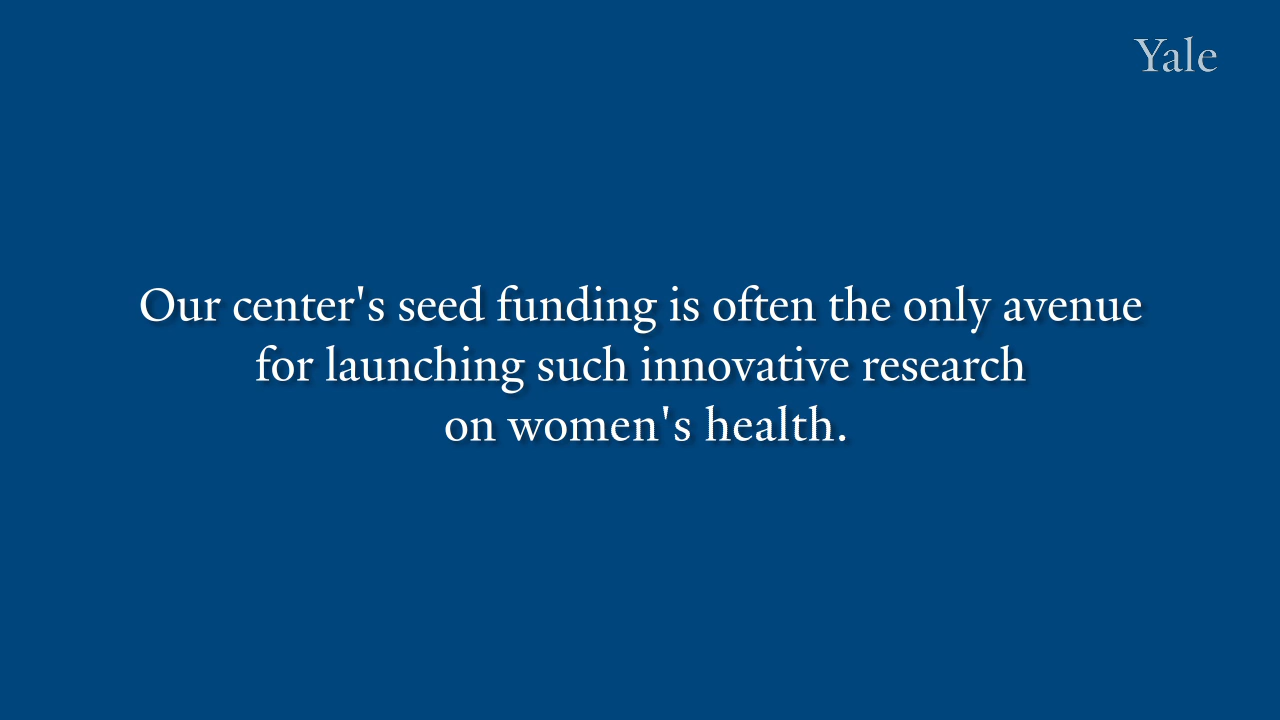 Yale
Our center's seed funding is often the only avenue
for launching such innovative research
on women's health.